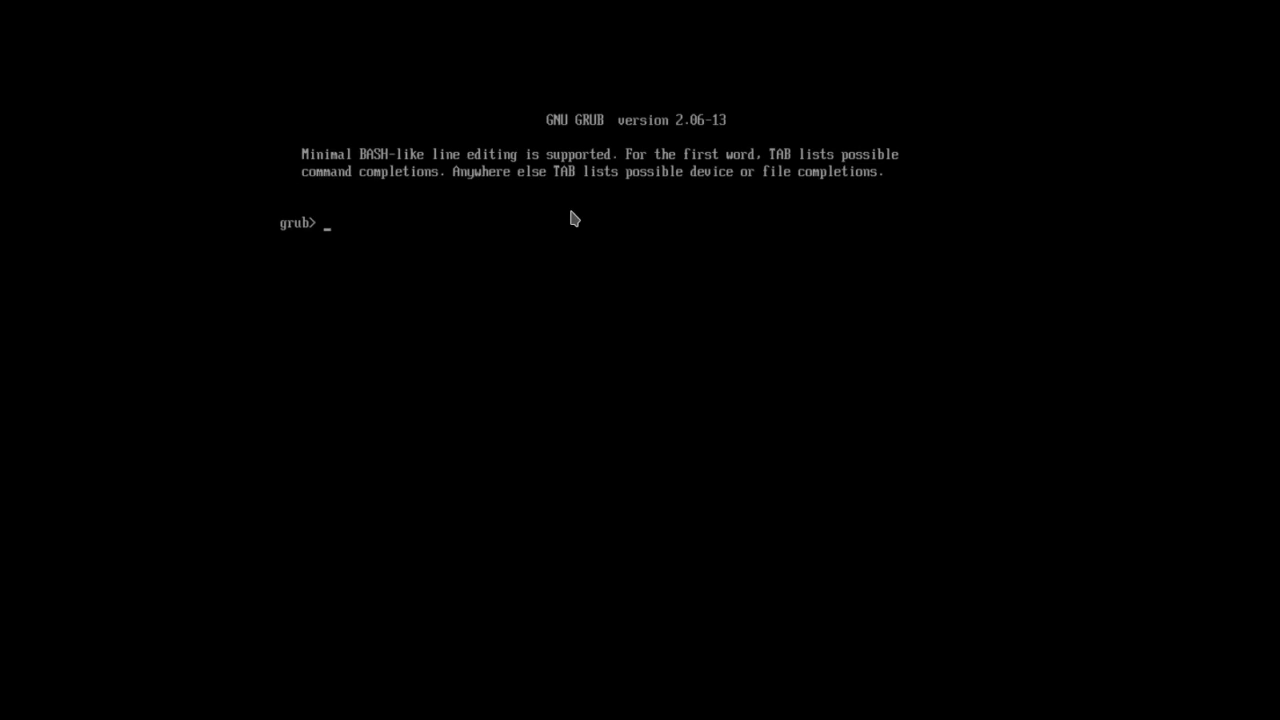 GNU GRUB  version 2.06-13
Minimal BASH-like line editing is supported. For the first word, TAB lists possible
command completions. Anywhere else TAB lists possible device or file completions.
grub> _